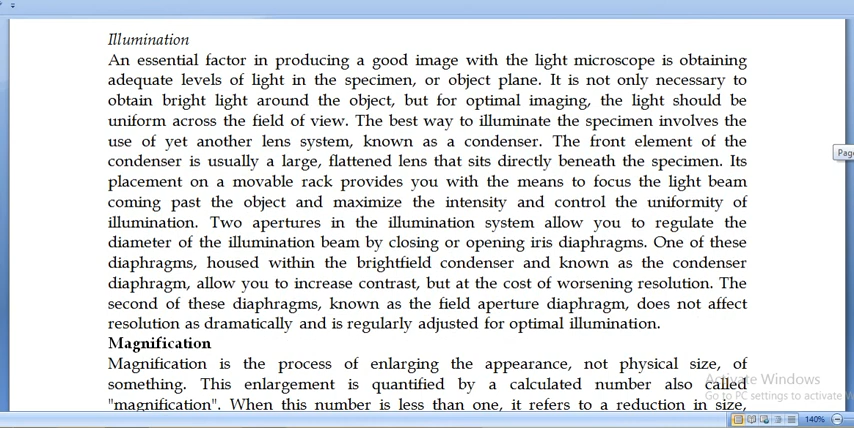 Illumination
An essential factor in producing a good image with the light microscope is obtaining
adequate levels of light in the specimen, or object plane. It is not only necessary to
obtain bright light around the object, but for optimal imaging, the light should be
uniform across the field of view. The best way to illuminate the specimen involves the
use of yet another lens system, known as a condenser. The front element of the
condenser is usually a large, flattened lens that sits directly beneath the specimen. Its
placement on a movable rack provides you with the means to focus the light beam
coming past the object and maximize the intensity and control the uniformity of
illumination. Two apertures in the illumination system allow you to regulate the
diameter of the illumination beam by closing or opening iris diaphragms. One of these
diaphragms, housed within the brightfield condenser and known as the condenser
diaphragm, allow you to increase contrast, but at the cost of worsening resolution. The
second of these diaphragms, known as the field aperture diaphragm, does not affect
resolution as dramatically and is regularly adjusted for optimal illumination.
Magnification
Magnification is the process of enlarging the appearance, not physical size, of
something. This enlargement is quantified by a calculated number also called
"magnification". When this number is less than one, it refers to a reduction in size,
Activate Windows
Go to PC settings to activate W
Page
140%